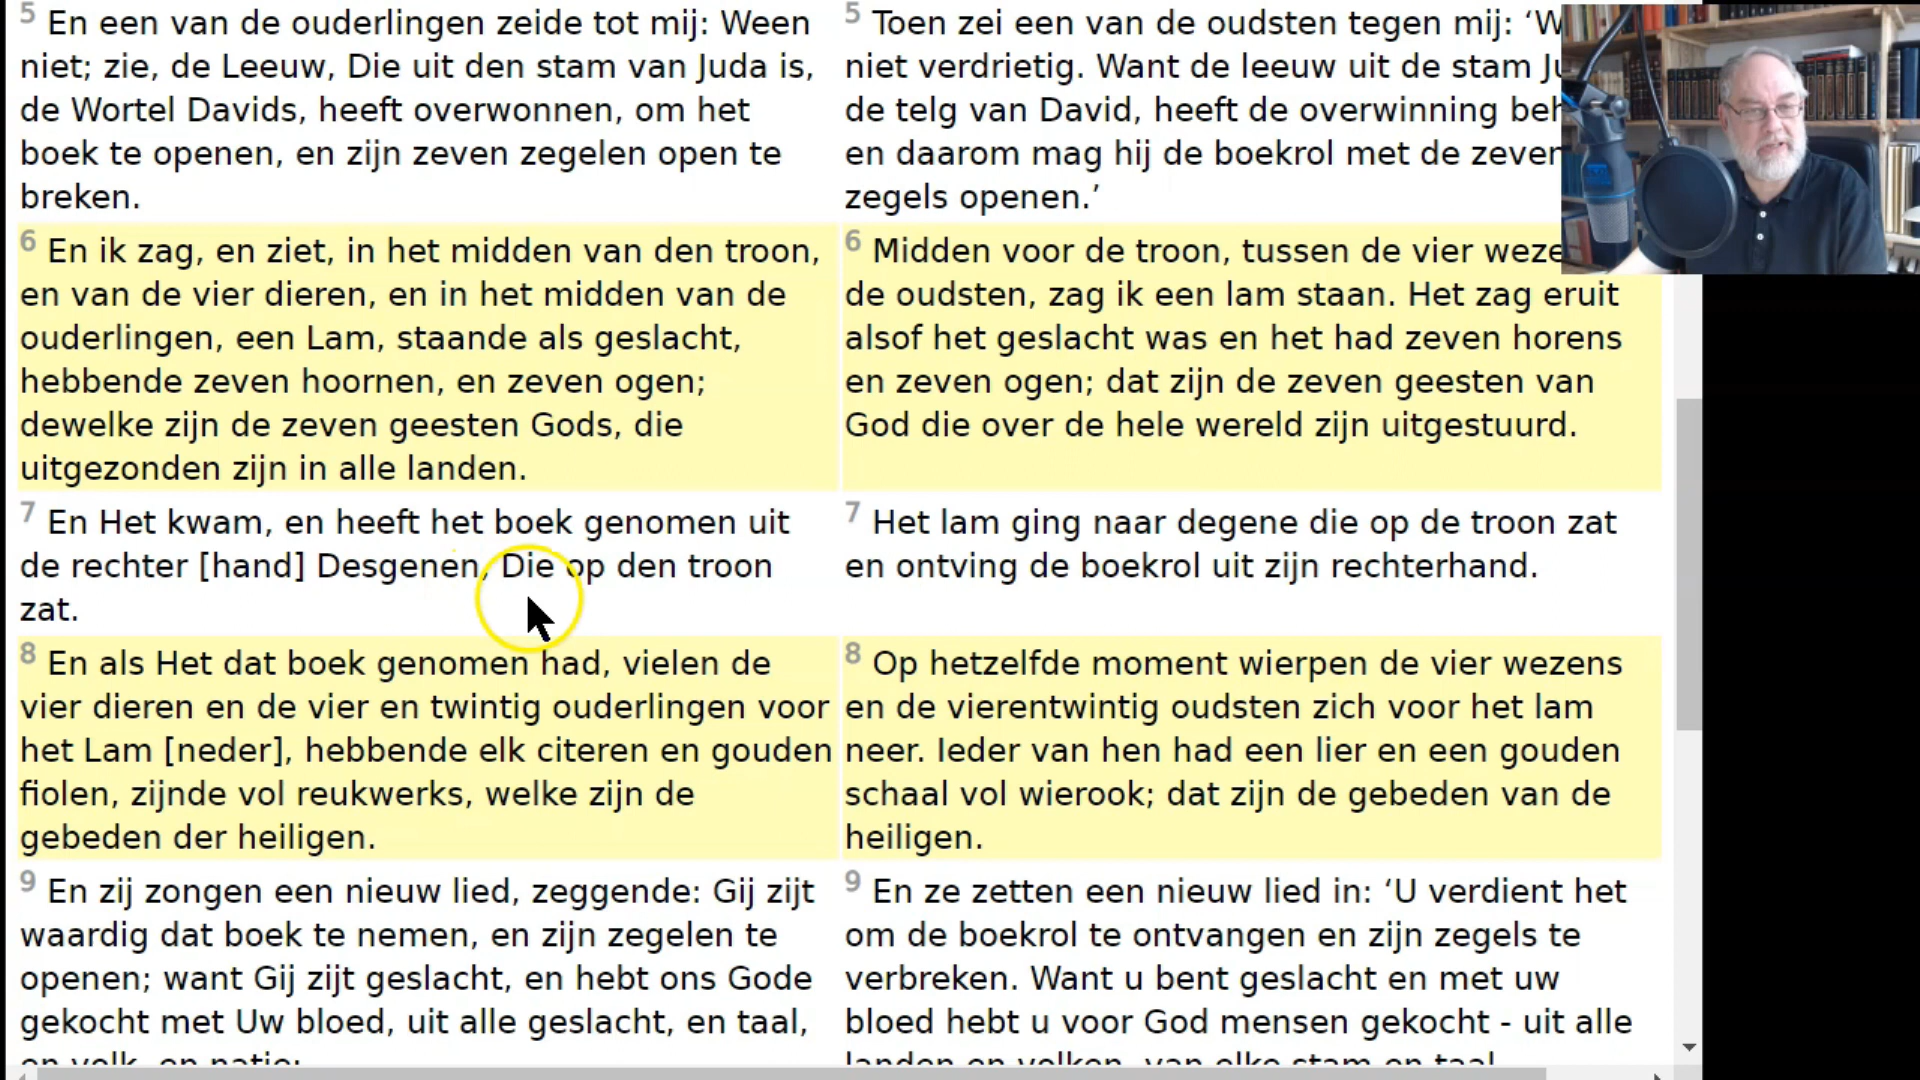 5 En een van de ouderlingen zeide tot mij: Ween
niet; zie, de Leeuw, Die uit den stam van Juda is,
de Wortel Davids, heeft overwonnen, om het
boek te openen, en zijn zeven zegelen open te
breken.
6 En ik zag, en ziet, in het midden van den troon,
en van de vier dieren, en in het midden van de
ouderlingen, een Lam, staande als geslacht,
hebbende zeven hoornen, en zeven ogen;
dewelke zijn de zeven geesten Gods, die
uitgezonden zijn in alle landen.
7 En Het kwam, en heeft het boek genomen uit
de rechter [hand] Desgenen, Die op den troon
zat.
8 En als Het dat boek genomen had, vielen de
vier dieren en de vier en twintig ouderlingen voor
het Lam [neder], hebbende elk citeren en gouden
fiolen, zijnde vol reukwerks, welke zijn de
gebeden der heiligen.
9 En zij zongen een nieuw lied, zeggende: Gij zijt
waardig dat boek te nemen, en zijn zegelen te
openen; want Gij zijt geslacht, en hebt ons Gode
gekocht met Uw bloed, uit alle geslacht, en taal,
en volk, en natie;
5 Toen zei een van de oudsten tegen mij: ‘W
niet verdrietig. Want de leeuw uit de stam Ju
de telg van David, heeft de overwinning beh
en daarom mag hij de boekrol met de zeven
zegels openen.’
6 Midden voor de troon, tussen de vier weze
de oudsten, zag ik een lam staan. Het zag eruit
alsof het geslacht was en het had zeven horens
en zeven ogen; dat zijn de zeven geesten van
God die over de hele wereld zijn uitgestuurd.
7 Het lam ging naar degene die op de troon zat
en ontving de boekrol uit zijn rechterhand.
8 Op hetzelfde moment wierpen de vier wezens
en de vierentwintig oudsten zich voor het lam
neer. Ieder van hen had een lier en een gouden
schaal vol wierook; dat zijn de gebeden van de
heiligen.
9 En ze zetten een nieuw lied in: ‘U verdient het
om de boekrol te ontvangen en zijn zegels te
verbreken. Want u bent geslacht en met uw
bloed hebt u voor God mensen gekocht - uit alle
landen en volken, van elke stam en taal